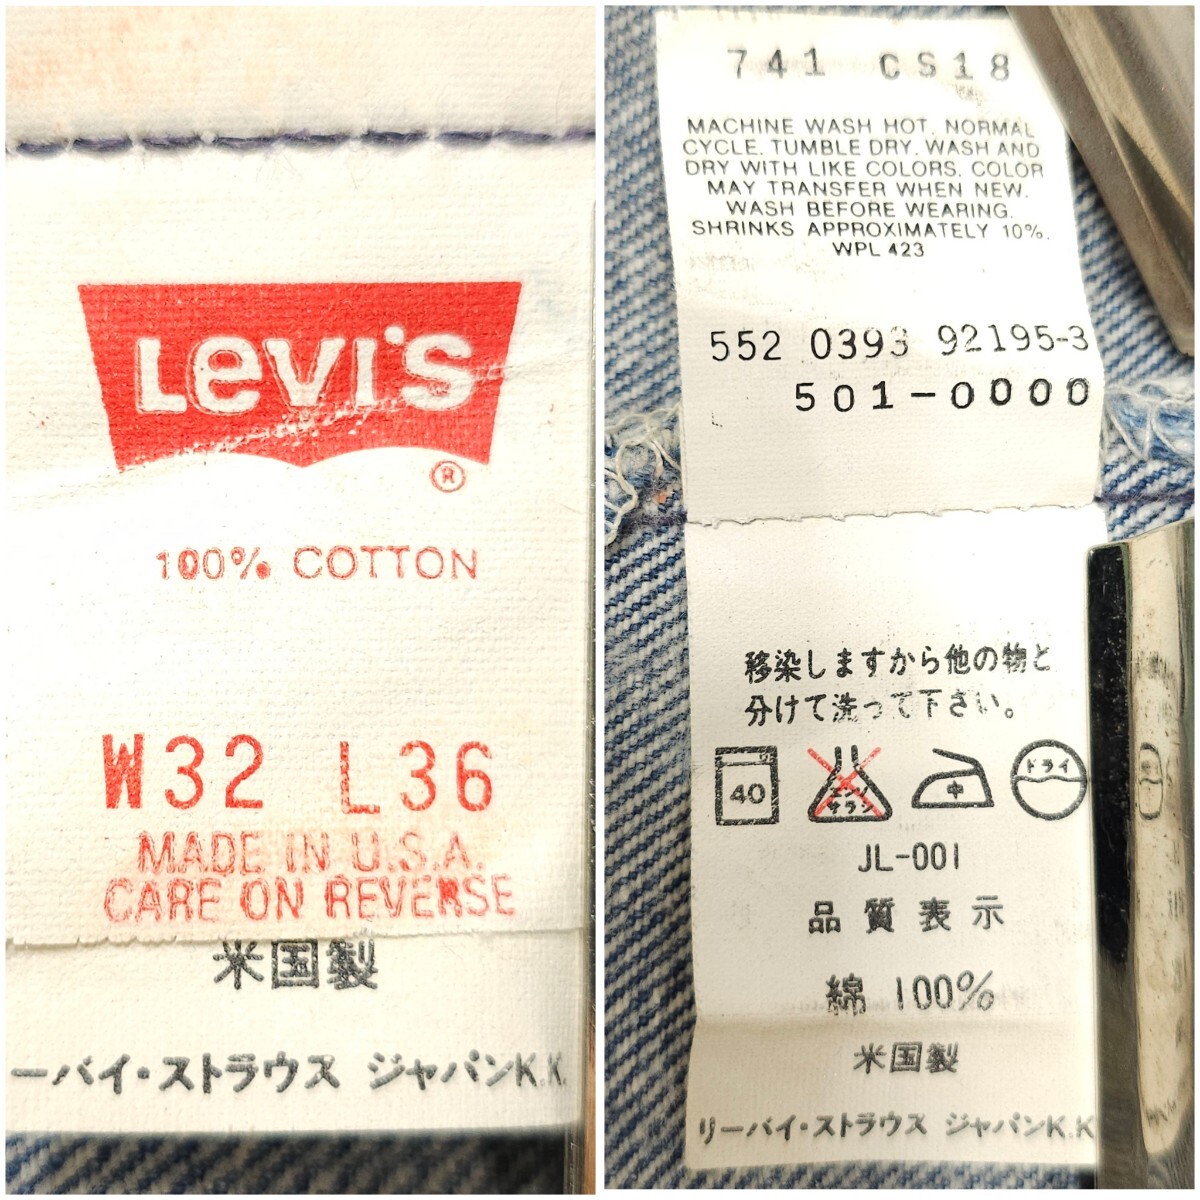 Levi's
®
100% COTTON
W32 L36
MADE IN U.S.A.
CARE ON REVERSE
米国製
ーバイ・ストラウス ジャパンK.K.
741 CS18
MACHINE WASH HOT. NORMAL
CYCLE. TUMBLE DRY. WASH AND
DRY WITH LIKE COLORS. COLOR
MAY TRANSFER WHEN NEW.
WASH BEFORE WEARING.
SHRINKS APPROXIMATELY 10%.
WPL 423
552 0393 92195-3
501-0000
移染しますから他の物と
分けて洗って下さい。
40
エンソ サラシ
中
ドライ
JL-001
品質表示
綿 100%
米国製
リーバイ・ストラウス ジャパンK.K